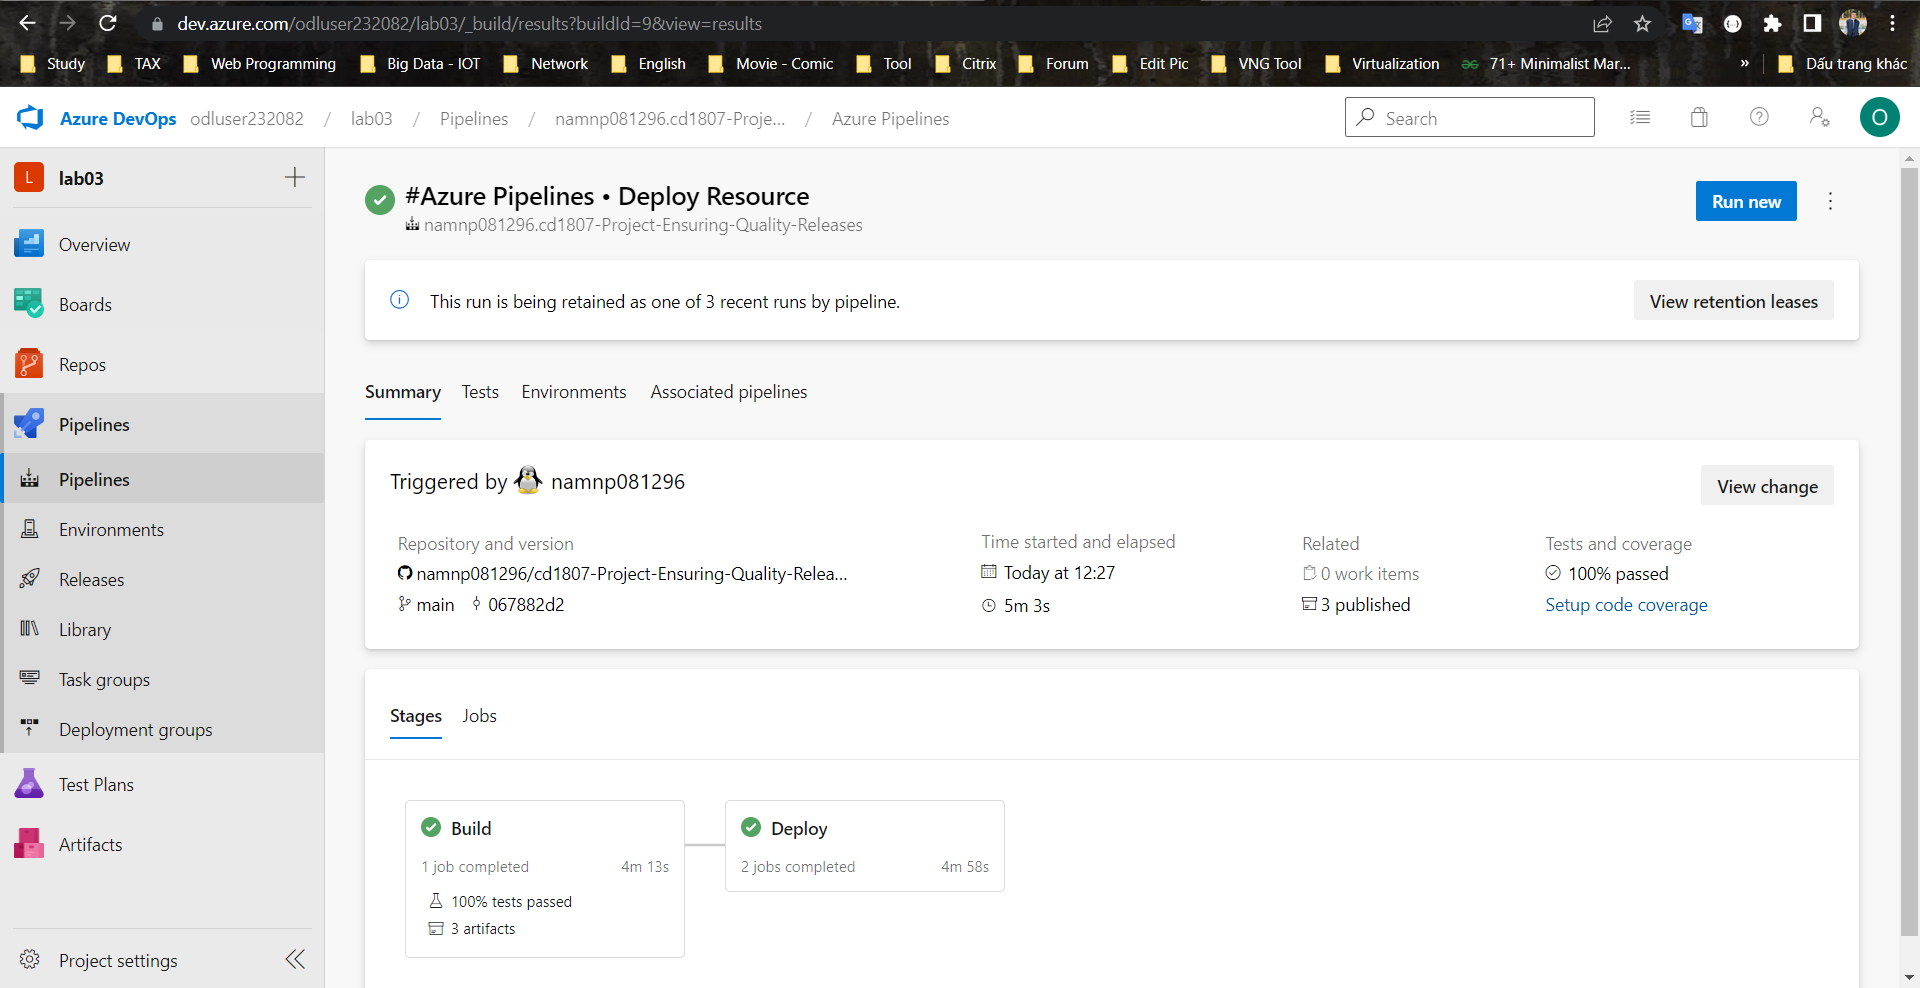 dev.azure.com/odluser232082/lab03/_build/results?buildId=9&view=results
Study TAX Web Programming Big Data - IOT Network English Movie - Comic Tool Citrix Forum Edit Pic VNG Tool Virtualization 71+ Minimalist Mar... » Dấu trang khác
Azure DevOps odluser232082 / lab03 / Pipelines / namnp081296.cd1807-Proje... / Azure Pipelines
Search
O
L lab03
Overview
Boards
Repos
Pipelines
Pipelines
Environments
Releases
Library
Task groups
Deployment groups
Test Plans
Artifacts
Project settings
#Azure Pipelines • Deploy Resource
namnp081296.cd1807-Project-Ensuring-Quality-Releases
Run new
This run is being retained as one of 3 recent runs by pipeline.
View retention leases
Summary Tests Environments Associated pipelines
Triggered by namnp081296
View change
Repository and version
namnp081296/cd1807-Project-Ensuring-Quality-Relea...
main 067882d2
Time started and elapsed
Today at 12:27
5m 3s
Related
0 work items
3 published
Tests and coverage
100% passed
Setup code coverage
Stages Jobs
Build
1 job completed 4m 13s
100% tests passed
3 artifacts
Deploy
2 jobs completed 4m 58s